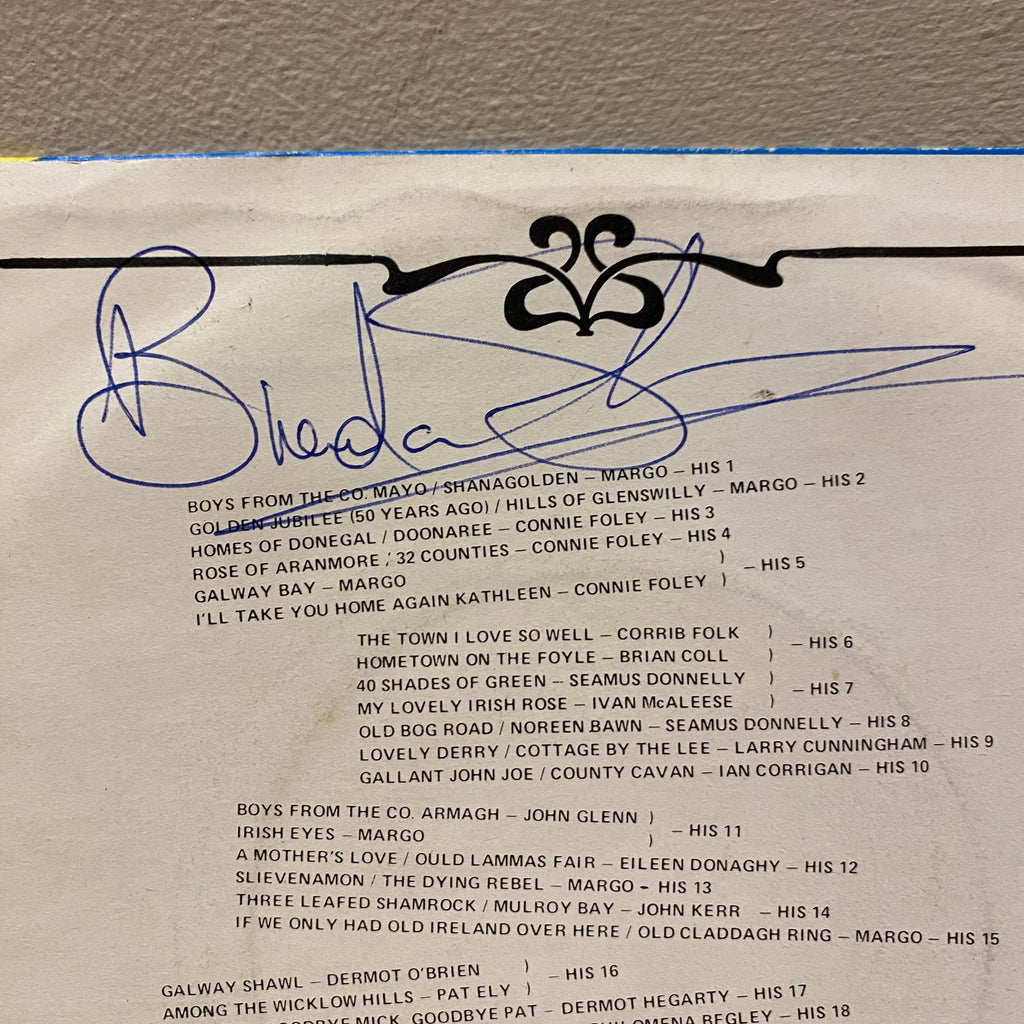 BOYS FROM THE CO. MAYO / SHANAGOLDEN – MARGO – HIS 1
GOLDEN JUBILEE (50 YEARS AGO) / HILLS OF GLENSWILLY – MARGO – HIS 2
HOMES OF DONEGAL / DOONAREE – CONNIE FOLEY – HIS 3
ROSE OF ARANMORE / 32 COUNTIES – CONNIE FOLEY – HIS 4
GALWAY BAY – MARGO )
I'LL TAKE YOU HOME AGAIN KATHLEEN – CONNIE FOLEY ) – HIS 5
THE TOWN I LOVE SO WELL – CORRIB FOLK )
HOMETOWN ON THE FOYLE – BRIAN COLL ) – HIS 6
40 SHADES OF GREEN – SEAMUS DONNELLY )
MY LOVELY IRISH ROSE – IVAN McALEESE ) – HIS 7
OLD BOG ROAD / NOREEN BAWN – SEAMUS DONNELLY – HIS 8
LOVELY DERRY / COTTAGE BY THE LEE – LARRY CUNNINGHAM – HIS 9
GALLANT JOHN JOE / COUNTY CAVAN – IAN CORRIGAN – HIS 10
BOYS FROM THE CO. ARMAGH – JOHN GLENN )
IRISH EYES – MARGO ) – HIS 11
A MOTHER'S LOVE / OULD LAMMAS FAIR – EILEEN DONAGHY – HIS 12
SLIEVENAMON / THE DYING REBEL – MARGO – HIS 13
THREE LEAFED SHAMROCK / MULROY BAY – JOHN KERR – HIS 14
IF WE ONLY HAD OLD IRELAND OVER HERE / OLD CLADDAGH RING – MARGO – HIS 15
GALWAY SHAWL – DERMOT O'BRIEN )
AMONG THE WICKLOW HILLS – PAT ELY ) – HIS 16
GOODBYE MICK, GOODBYE PAT – DERMOT HEGARTY – HIS 17
PHILOMENA BEGLEY – HIS 18